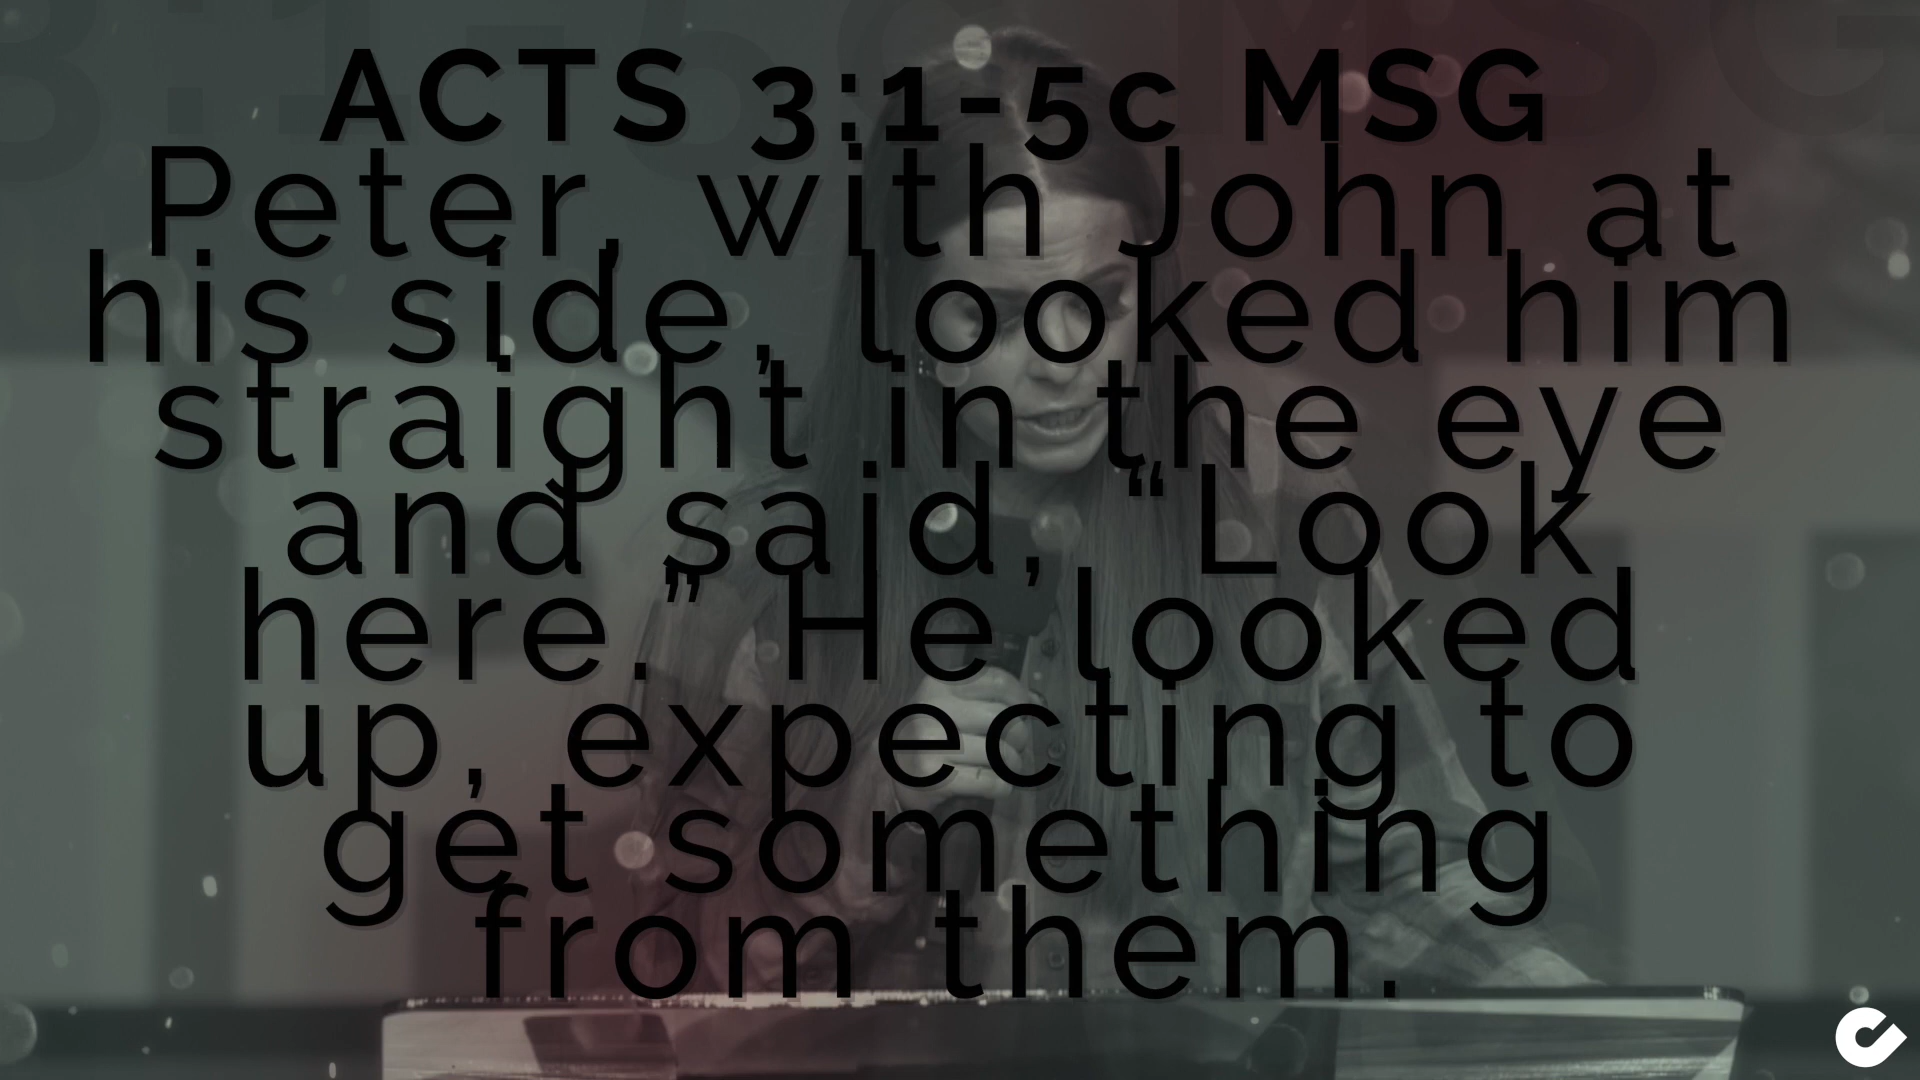 ACTS 3:1-5c MSG
Peter, with John at
his side, looked him
straight in the eye
and said, “Look
here.” He looked
up, expecting to
get something
from them.